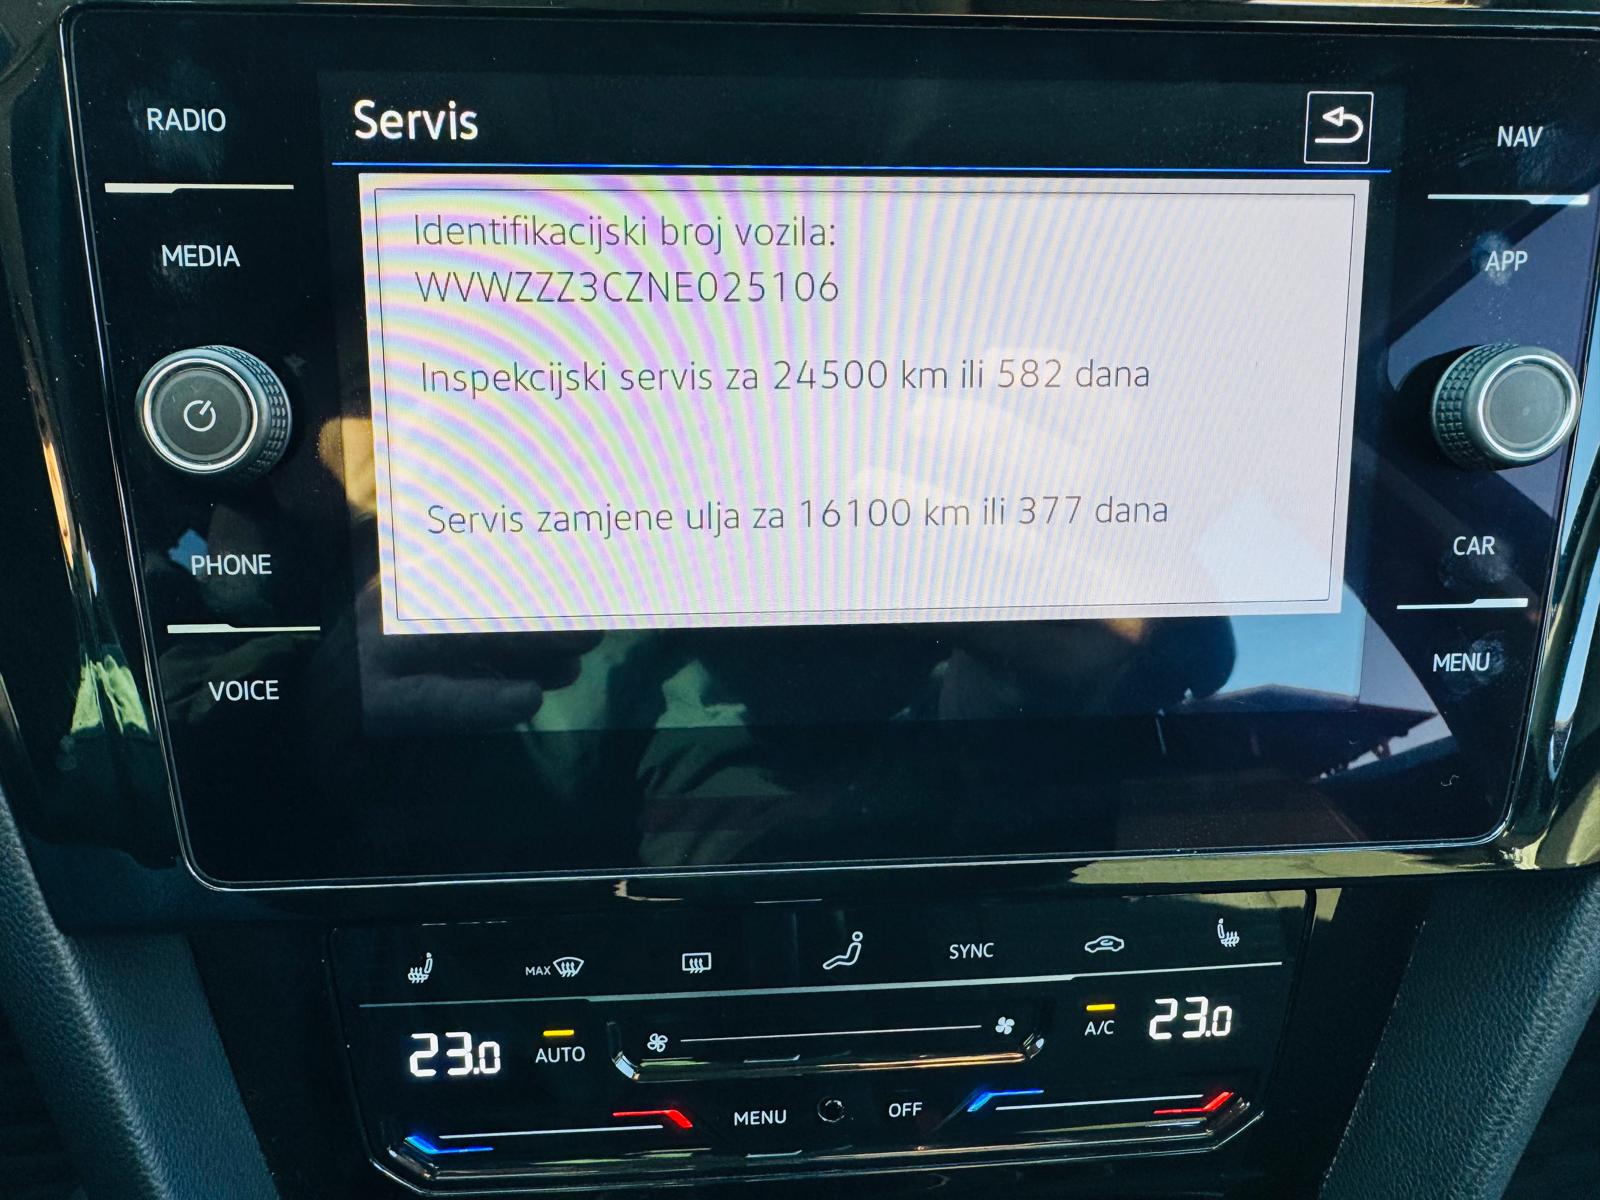 Servis
RADIO
NAV
MEDIA
APP
Identifikacijski broj vozila:
WVWZZZ3CZNE025106
Inspekcijski servis za 24500 km ili 582 dana
Servis zamjene ulja za 16100 km ili 377 dana
PHONE
CAR
VOICE
MENU
MAX
SYNC
23.0
AUTO
A/C
23.0
MENU
OFF